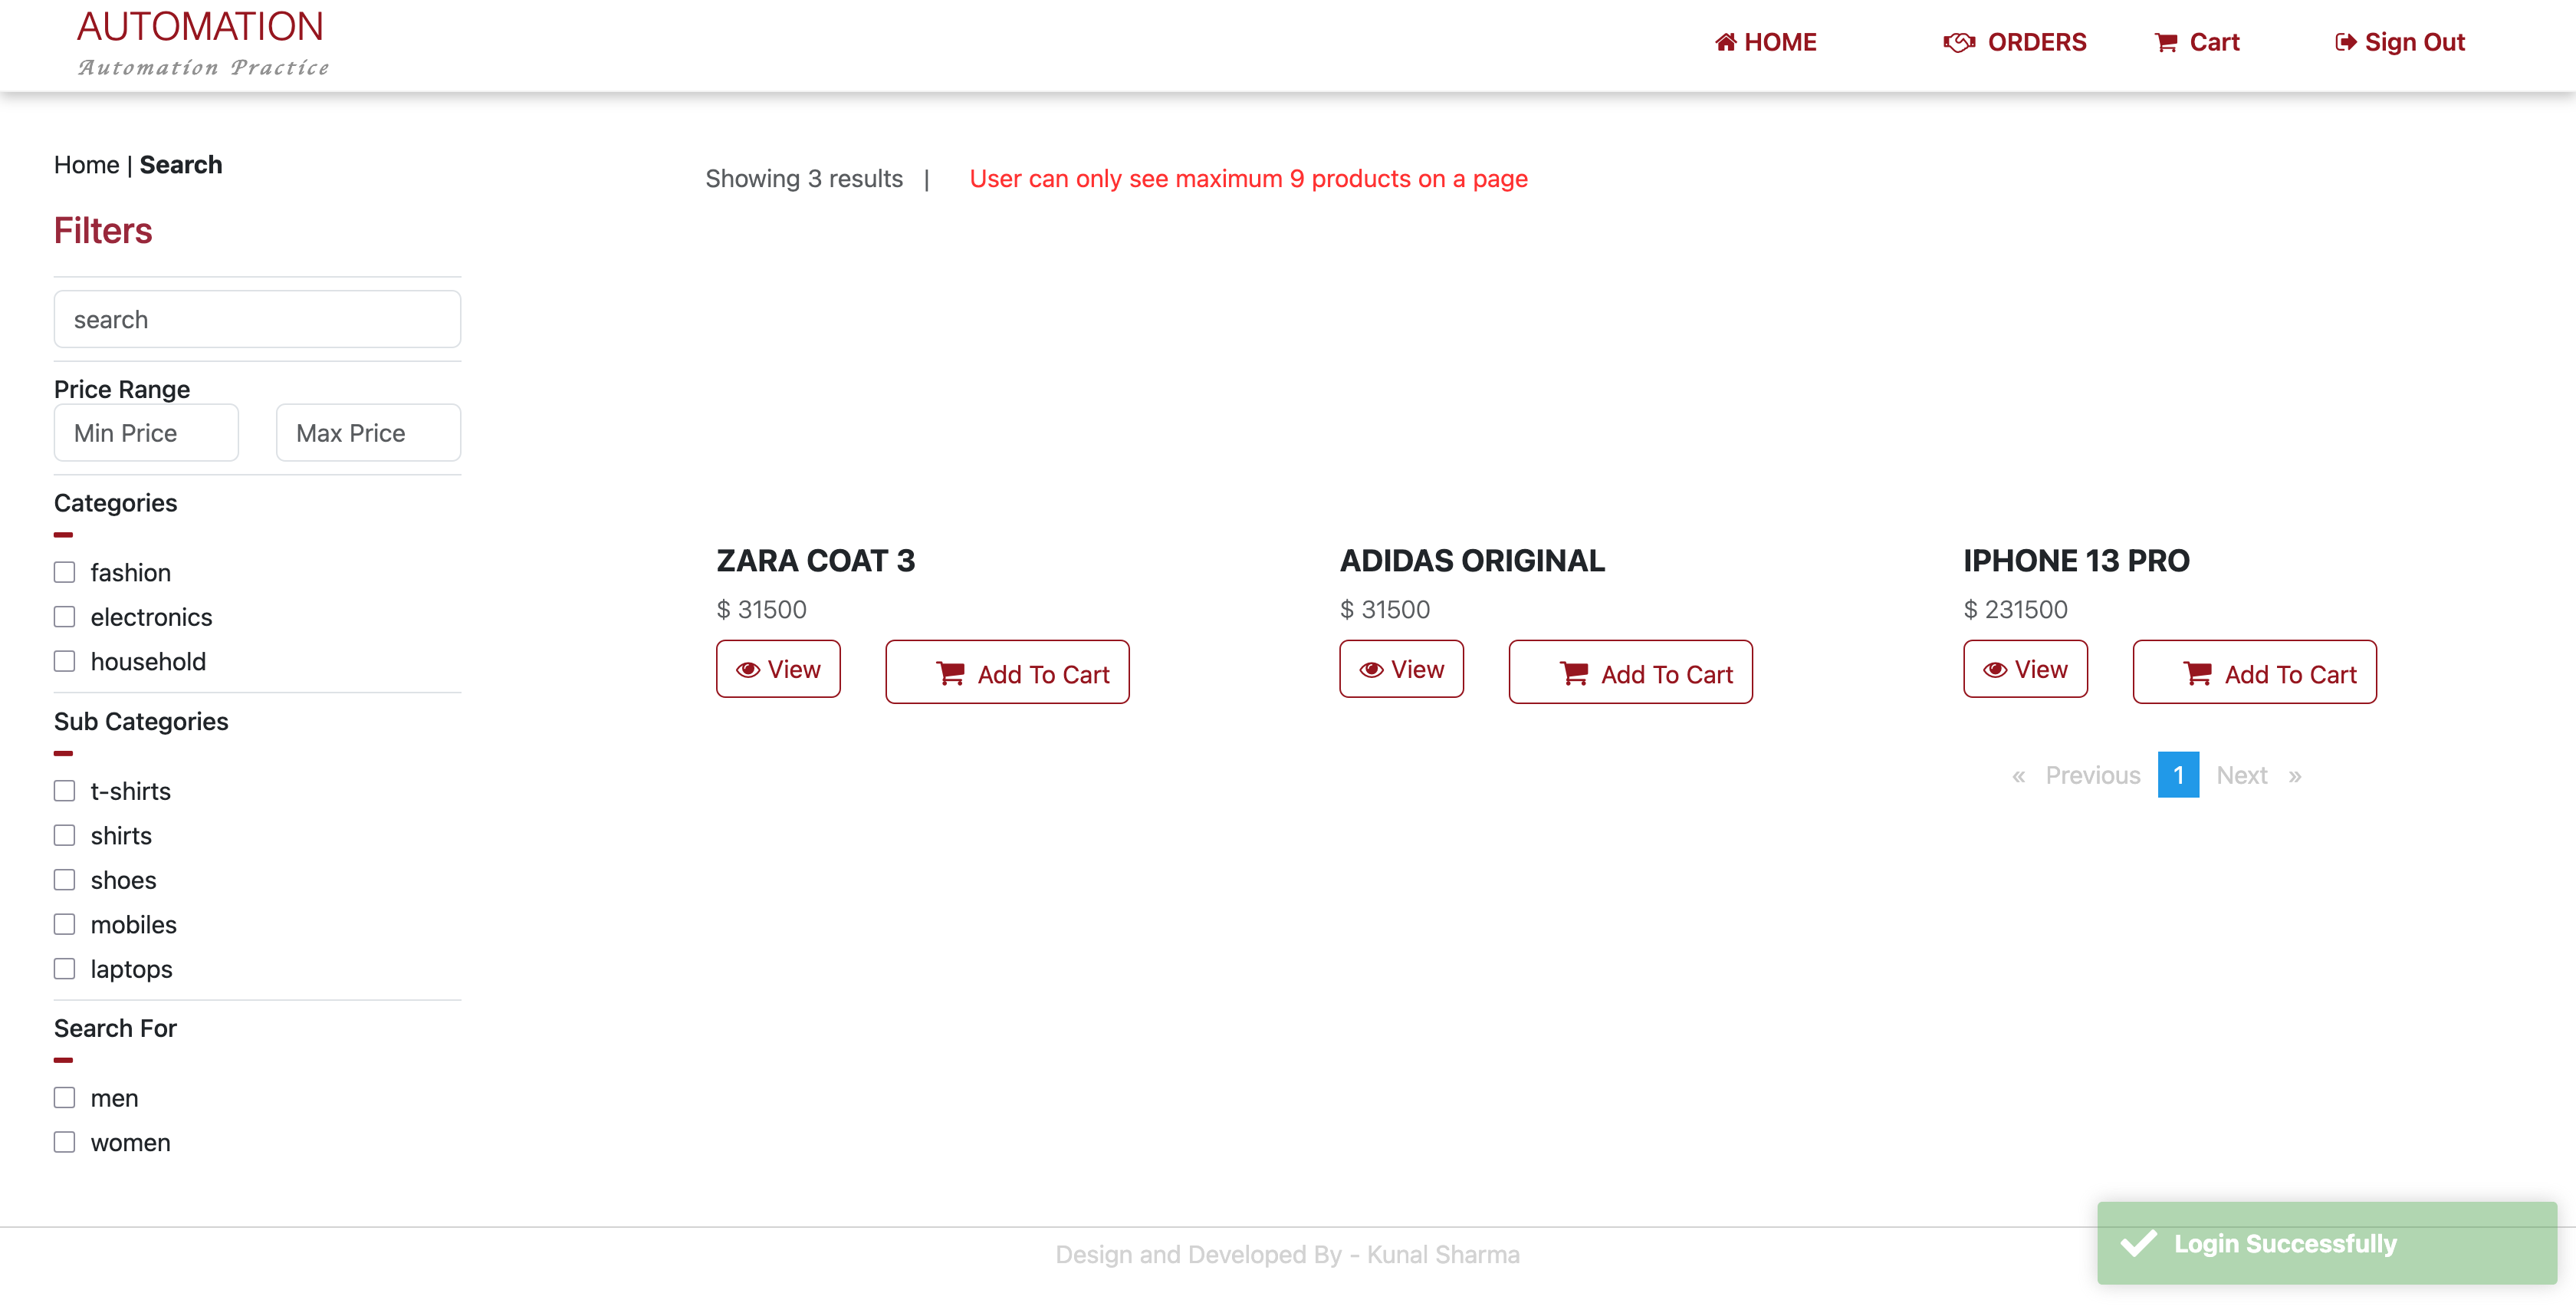 AUTOMATION
Automation Practice
HOME
ORDERS
Cart
Sign Out
Home | Search
Showing 3 results |
User can only see maximum 9 products on a page
Filters
search
Price Range
Min Price
Max Price
Categories
fashion
electronics
household
Sub Categories
t-shirts
shirts
shoes
mobiles
laptops
Search For
men
women
ZARA COAT 3
$ 31500
View
Add To Cart
ADIDAS ORIGINAL
$ 31500
View
Add To Cart
IPHONE 13 PRO
$ 231500
View
Add To Cart
« Previous 1 Next »
Design and Developed By - Kunal Sharma
Login Successfully